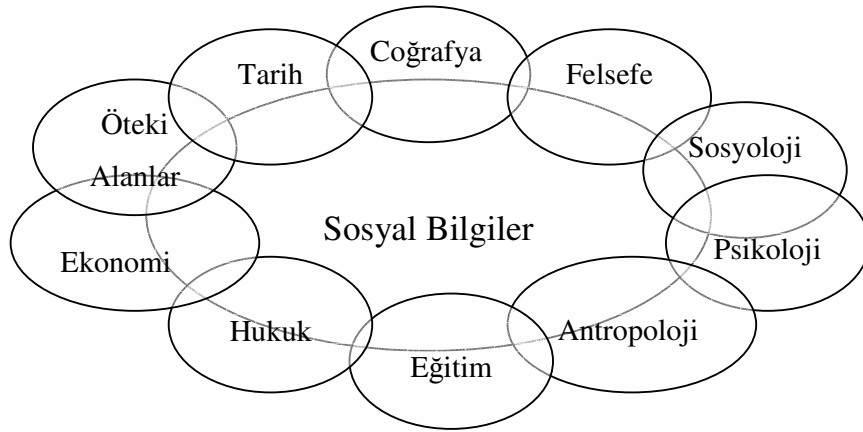 Coğrafya
Tarih
Felsefe
Öteki
Alanlar
Sosyoloji
Sosyal Bilgiler
Psikoloji
Ekonomi
Hukuk
Antropoloji
Eğitim